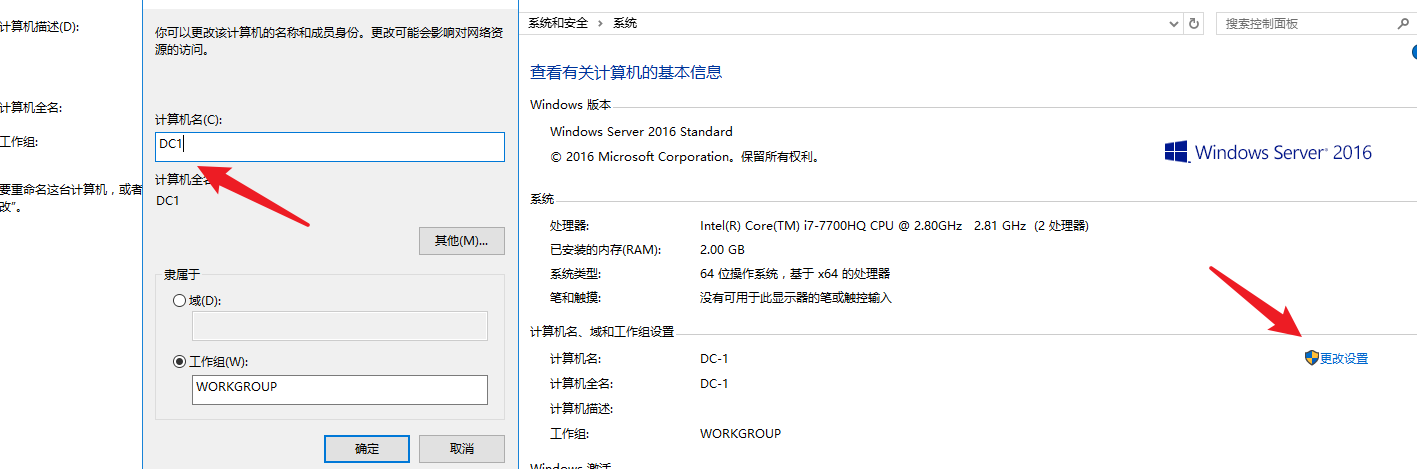 计算机描述(D):
计算机全名:
工作组:
要重命名这台计算机，或者
改"。
你可以更改该计算机的名称和成员身份。更改可能会影响对网络资
源的访问。
计算机名(C):
DC1
计算机全名
DC1
其他(M)...
隶属于
域(D):
工作组(W):
WORKGROUP
确定
取消
系统和安全 › 系统
搜索控制面板
查看有关计算机的基本信息
Windows 版本
Windows Server 2016 Standard
© 2016 Microsoft Corporation。保留所有权利。
Windows Server® 2016
系统
处理器: Intel(R) Core(TM) i7-7700HQ CPU @ 2.80GHz 2.81 GHz (2 处理器)
已安装的内存(RAM): 2.00 GB
系统类型: 64 位操作系统，基于 x64 的处理器
笔和触摸: 没有可用于此显示器的笔或触控输入
计算机名、域和工作组设置
计算机名: DC-1
更改设置
计算机全名: DC-1
计算机描述:
工作组: WORKGROUP
Windows 激活